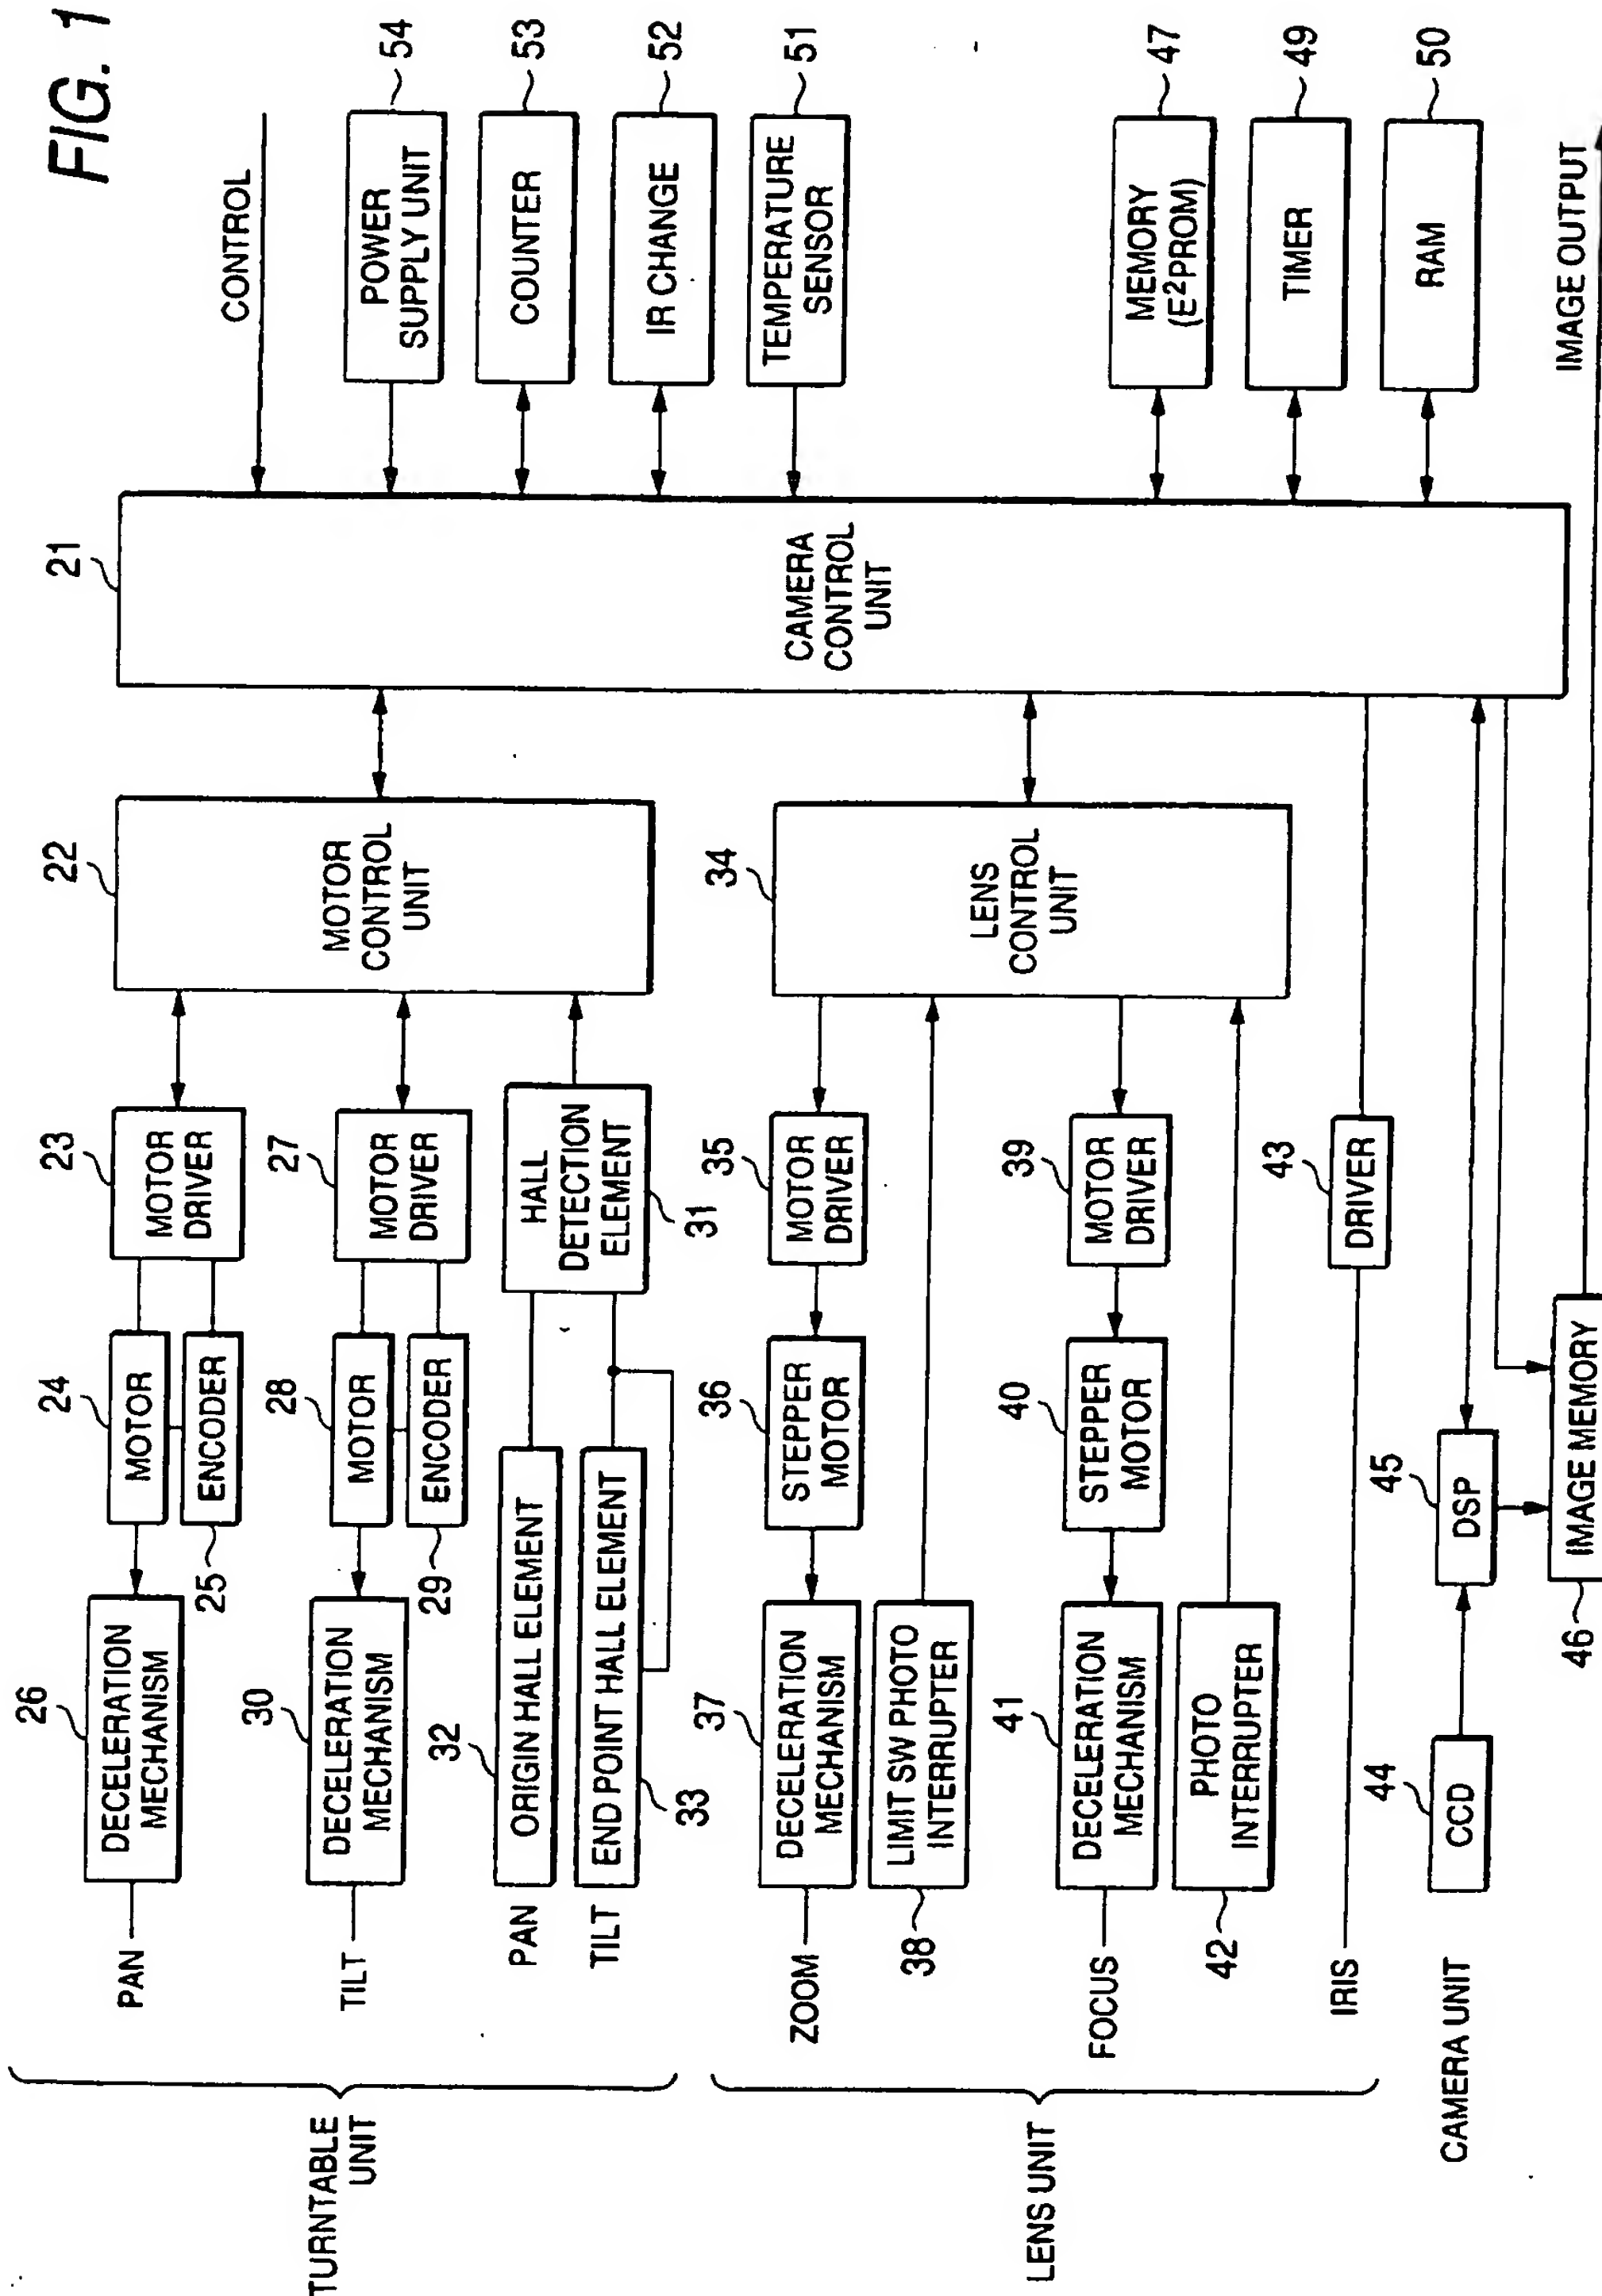 FIG. 1
TURNTABLE
UNIT
PAN
26
DECELERATION
MECHANISM
24
MOTOR
ENCODER
25
23
MOTOR
DRIVER
22
MOTOR
CONTROL
UNIT
TILT
30
DECELERATION
MECHANISM
28
MOTOR
ENCODER
29
27
MOTOR
DRIVER
PAN
32
ORIGIN HALL ELEMENT
TILT
END POINT HALL ELEMENT
33
HALL
DETECTION
ELEMENT
31
LENS UNIT
ZOOM
37
DECELERATION
MECHANISM
36
STEPPER
MOTOR
35
MOTOR
DRIVER
34
LENS
CONTROL
UNIT
LIMIT SW PHOTO
INTERRUPTER
38
FOCUS
41
DECELERATION
MECHANISM
40
STEPPER
MOTOR
39
MOTOR
DRIVER
PHOTO
INTERRUPTER
42
IRIS
43
DRIVER
CAMERA UNIT
44
CCD
45
DSP
46
IMAGE MEMORY
IMAGE OUTPUT
21
CAMERA
CONTROL
UNIT
CONTROL
POWER
SUPPLY UNIT
54
COUNTER
53
IR CHANGE
52
TEMPERATURE
SENSOR
51
MEMORY
(E²PROM)
47
TIMER
49
RAM
50